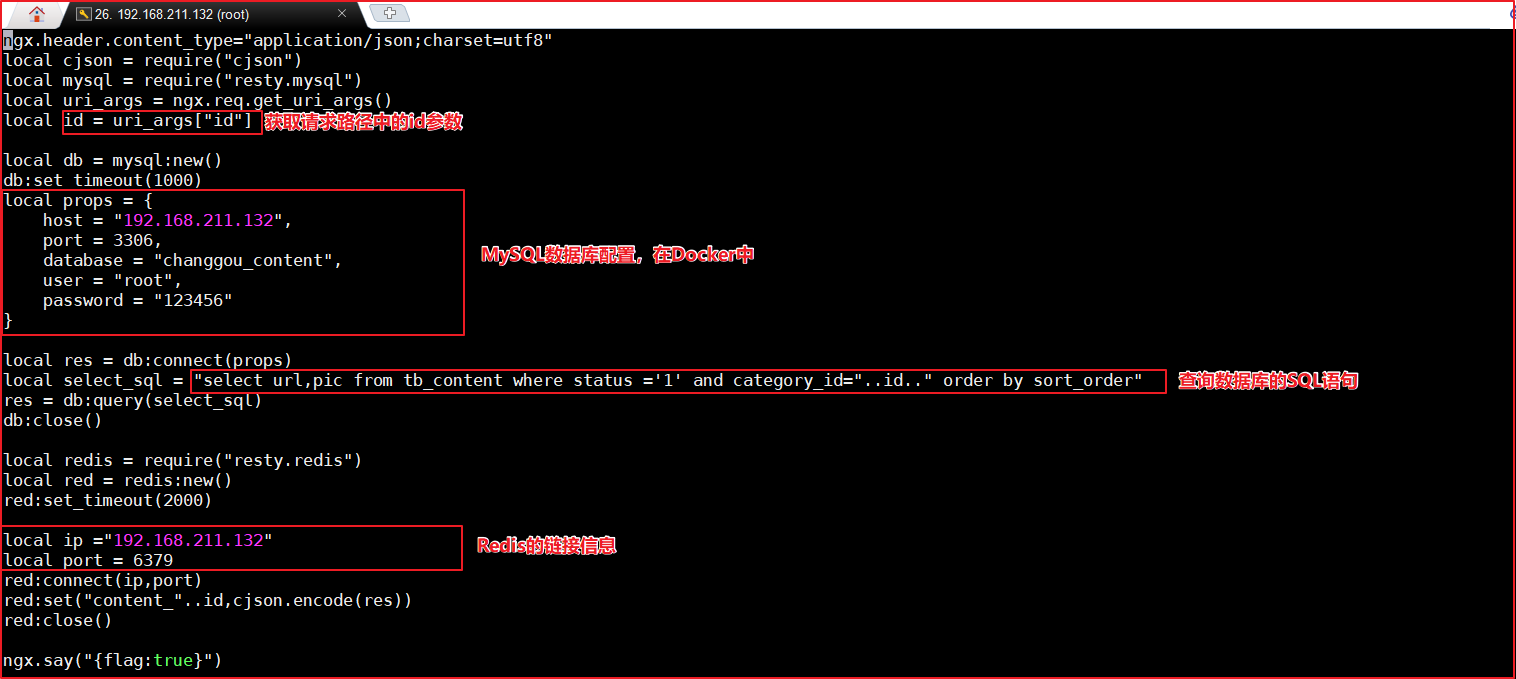 26. 192.168.211.132 (root)
ngx.header.content_type="application/json;charset=utf8"
local cjson = require("cjson")
local mysql = require("resty.mysql")
local uri_args = ngx.req.get_uri_args()
local id = uri_args["id"] 获取请求路径中的id参数
local db = mysql:new()
db:set_timeout(1000)
local props = {
host = "192.168.211.132",
port = 3306,
database = "changgou_content",
MySQL数据库配置，在Docker中
user = "root",
password = "123456"
}
local res = db:connect(props)
local select_sql = "select url,pic from tb_content where status ='1' and category_id="..id.." order by sort_order" 查询数据库的SQL语句
res = db:query(select_sql)
db:close()
local redis = require("resty.redis")
local red = redis:new()
red:set_timeout(2000)
local ip ="192.168.211.132"
Redis的链接信息
local port = 6379
red:connect(ip,port)
red:set("content_"..id,cjson.encode(res))
red:close()
ngx.say("{flag:true}")